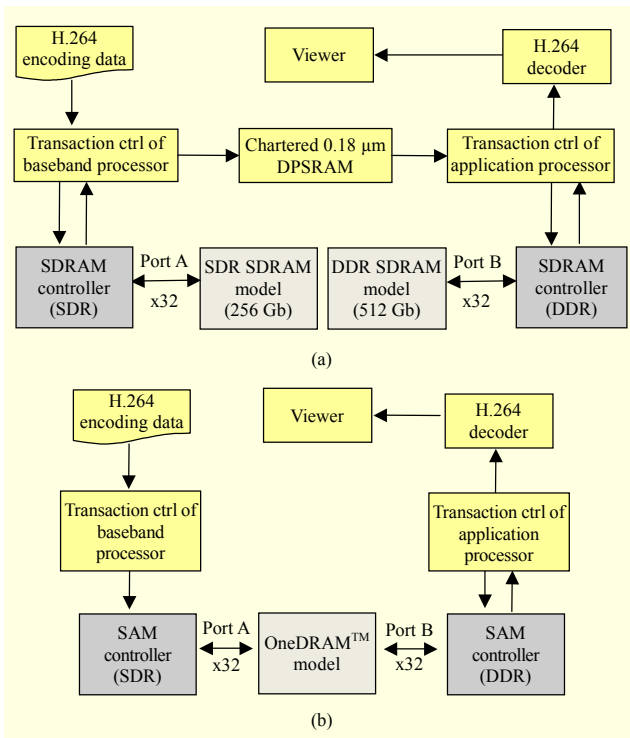 H.264
encoding data
Viewer
H.264
decoder
Transaction ctrl of
baseband processor
Chartered 0.18 µm
DPSRAM
Transaction ctrl of
application processor
SDRAM
controller
(SDR)
Port A
x32
SDR SDRAM
model
(256 Gb)
DDR SDRAM
model
(512 Gb)
Port B
x32
SDRAM
controller
(DDR)
(a)
H.264
encoding data
Viewer
H.264
decoder
Transaction ctrl of
baseband
processor
Transaction ctrl of
application
processor
SAM
controller
(SDR)
Port A
x32
OneDRAM™
model
Port B
x32
SAM
controller
(DDR)
(b)